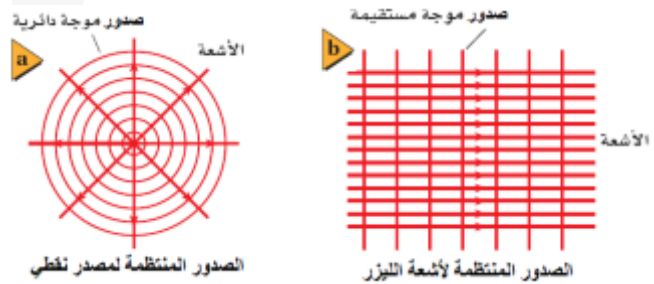 صدور موجة دائرية
الأشعة
a
الصدور المنتظمة لمصدر نقطي
صدور موجة مستقيمة
b
الأشعة
الصدور المنتظمة لأشعة الليزر